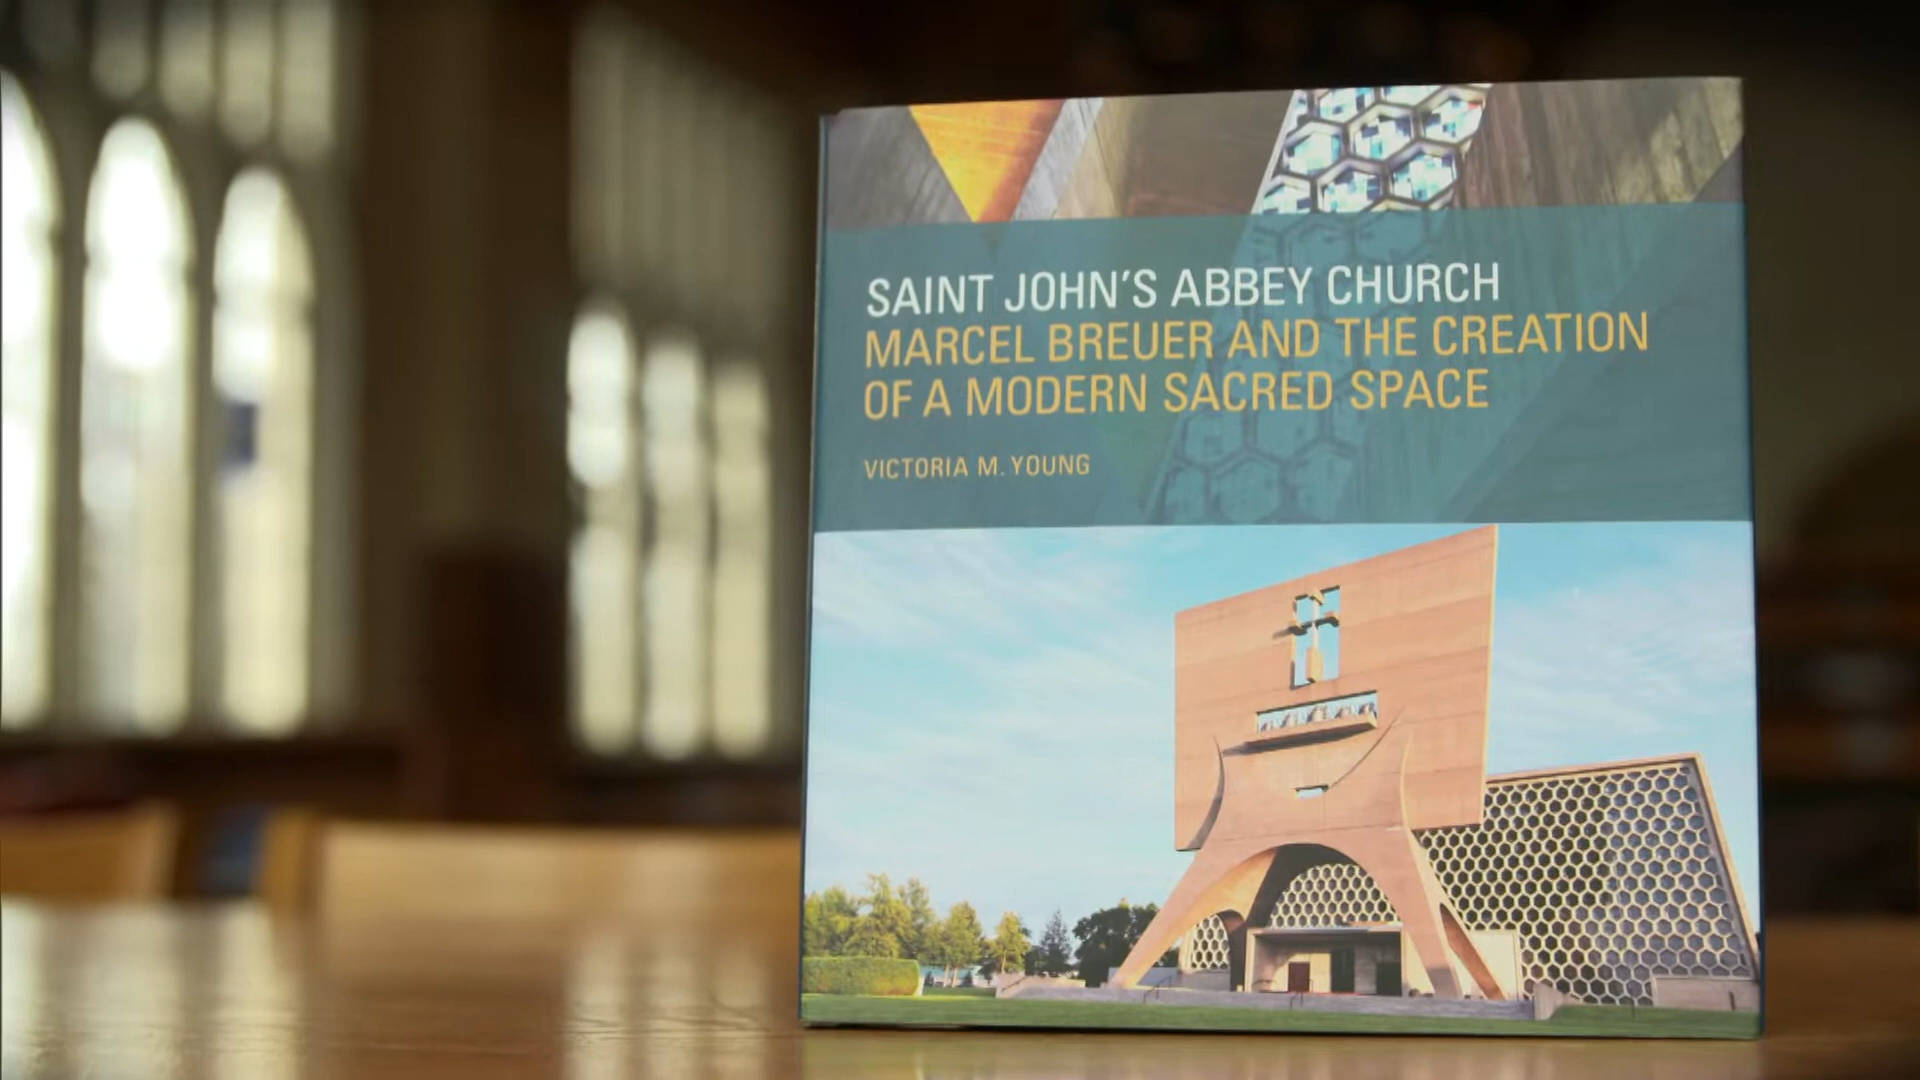 SAINT JOHN'S ABBEY CHURCH
MARCEL BREUER AND THE CREATION
OF A MODERN SACRED SPACE
VICTORIA M. YOUNG